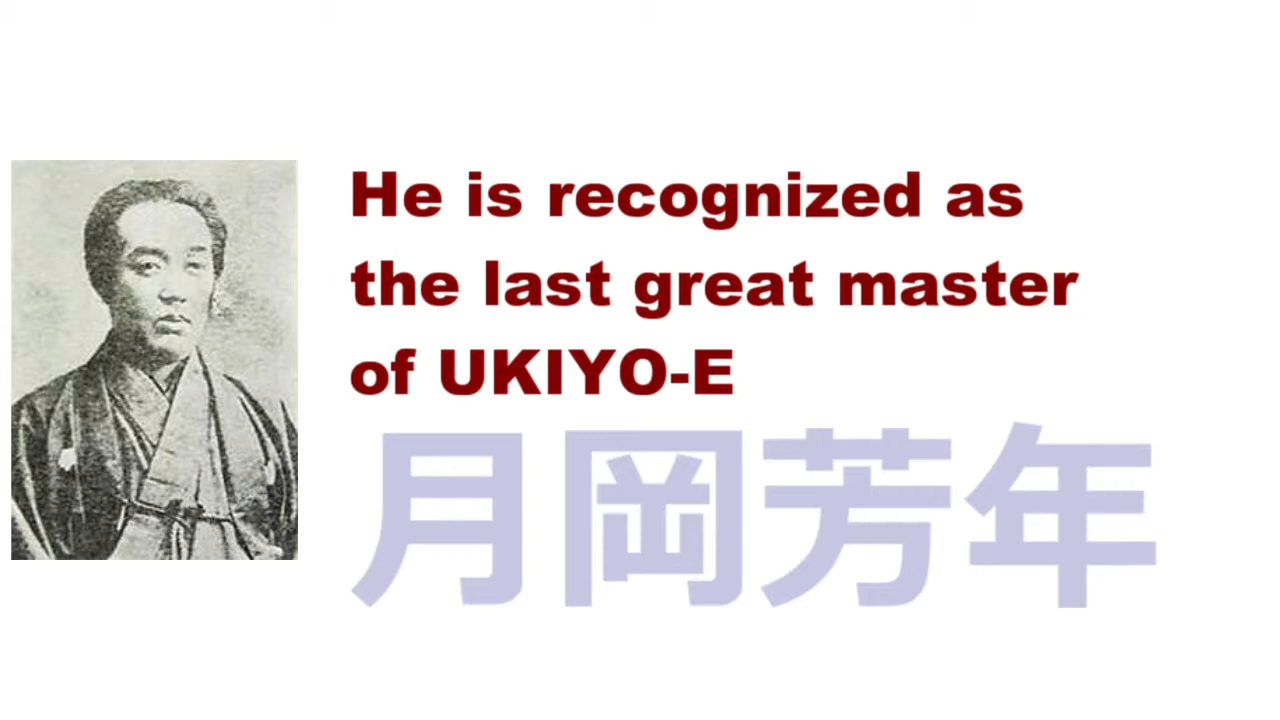 He is recognized as
the last great master
of UKIYO-E
月岡芳年